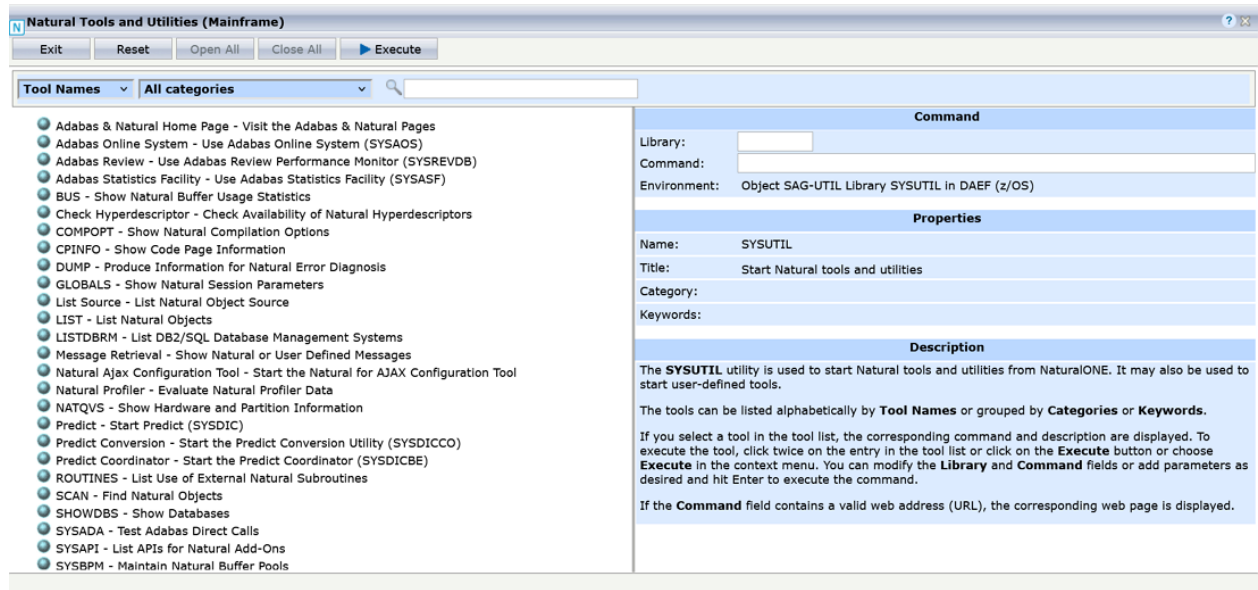 Natural Tools and Utilities (Mainframe)
Exit Reset Open All Close All Execute
Tool Names All categories
Adabas & Natural Home Page - Visit the Adabas & Natural Pages
Adabas Online System - Use Adabas Online System (SYSAOS)
Adabas Review - Use Adabas Review Performance Monitor (SYSREVDB)
Adabas Statistics Facility - Use Adabas Statistics Facility (SYSASF)
BUS - Show Natural Buffer Usage Statistics
Check Hyperdescriptor - Check Availability of Natural Hyperdescriptors
COMPOPT - Show Natural Compilation Options
CPINFO - Show Code Page Information
DUMP - Produce Information for Natural Error Diagnosis
GLOBALS - Show Natural Session Parameters
List Source - List Natural Object Source
LIST - List Natural Objects
LISTDBRM - List DB2/SQL Database Management Systems
Message Retrieval - Show Natural or User Defined Messages
Natural Ajax Configuration Tool - Start the Natural for AJAX Configuration Tool
Natural Profiler - Evaluate Natural Profiler Data
NATQVS - Show Hardware and Partition Information
Predict - Start Predict (SYSDIC)
Predict Conversion - Start the Predict Conversion Utility (SYSDICCO)
Predict Coordinator - Start the Predict Coordinator (SYSDICBE)
ROUTINES - List Use of External Natural Subroutines
SCAN - Find Natural Objects
SHOWDBS - Show Databases
SYSADA - Test Adabas Direct Calls
SYSAPI - List APIs for Natural Add-Ons
SYSBPM - Maintain Natural Buffer Pools
Command
Library:
Command:
Environment: Object SAG-UTIL Library SYSUTIL in DAEF (z/OS)
Properties
Name: SYSUTIL
Title: Start Natural tools and utilities
Category:
Keywords:
Description
The SYSUTIL utility is used to start Natural tools and utilities from NaturalONE. It may also be used to
start user-defined tools.
The tools can be listed alphabetically by Tool Names or grouped by Categories or Keywords.
If you select a tool in the tool list, the corresponding command and description are displayed. To
execute the tool, click twice on the entry in the tool list or click on the Execute button or choose
Execute in the context menu. You can modify the Library and Command fields or add parameters as
desired and hit Enter to execute the command.
If the Command field contains a valid web address (URL), the corresponding web page is displayed.